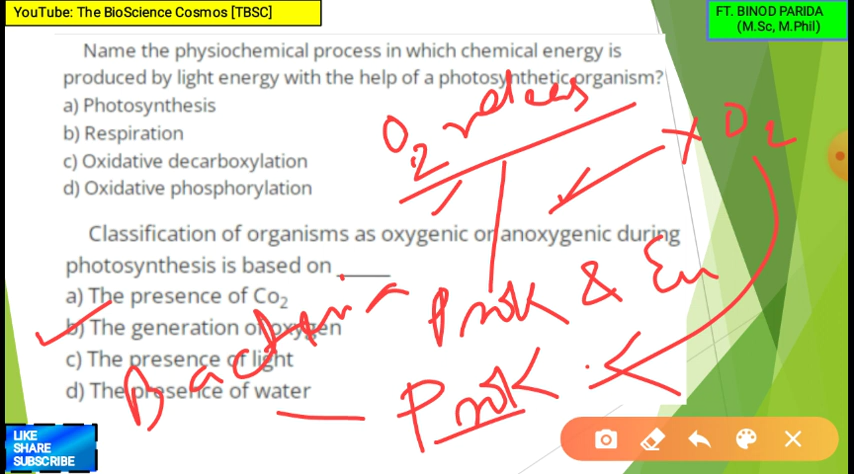 YouTube: The BioScience Cosmos [TBSC]
FT. BINOD PARIDA
(M.Sc, M.Phil)
Name the physiochemical process in which chemical energy is
produced by light energy with the help of a photosynthetic organism?
a) Photosynthesis
b) Respiration
c) Oxidative decarboxylation
d) Oxidative phosphorylation
O2
X O2
Classification of organisms as oxygenic or anoxygenic during
photosynthesis is based on ______
a) The presence of Co2
b) The generation of oxygen
c) The presence of light
d) The presence of water
Prok & Eu
Bacteria
Prok
LIKE
SHARE
SUBSCRIBE